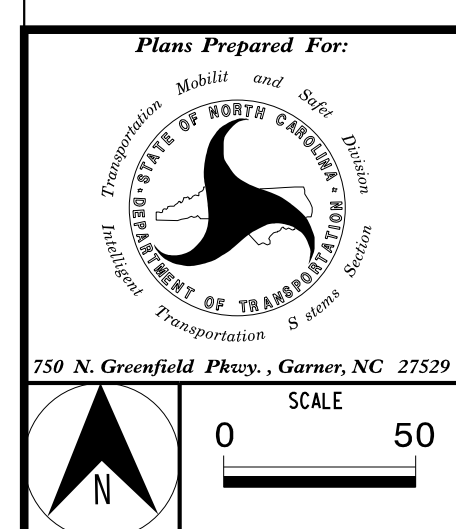 Plans Prepared For:
Transportation Mobilit and Safet Division
STATE OF NORTH CAROLINA
DEPARTMENT OF TRANSPORTATION
Intelligent Transportation S stems Section
750 N. Greenfield Pkwy. , Garner, NC 27529
SCALE
0 50
N